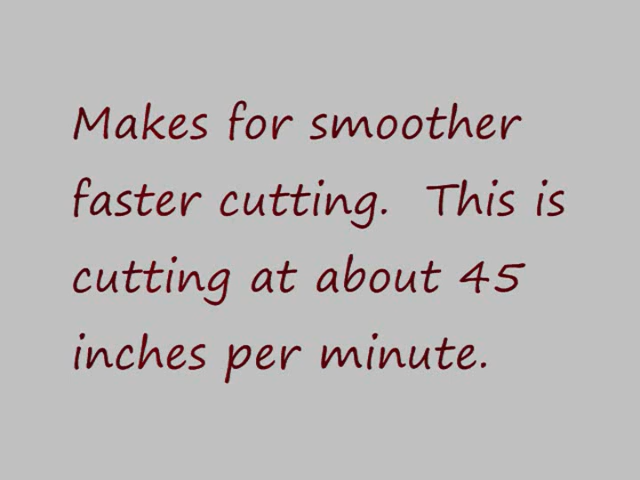 Makes for smoother
faster cutting.  This is
cutting at about 45
inches per minute.